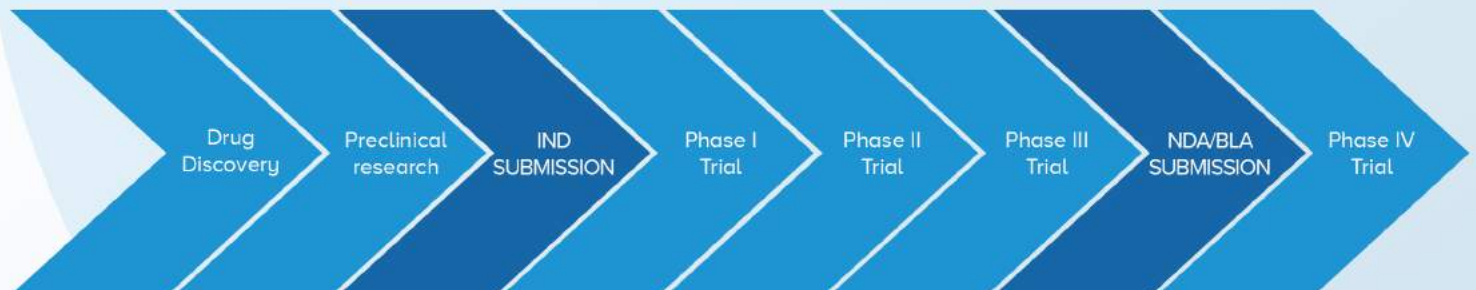 Drug
Discovery
Preclinical
research
IND
SUBMISSION
Phase I
Trial
Phase II
Trial
Phase III
Trial
NDA/BLA
SUBMISSION
Phase IV
Trial